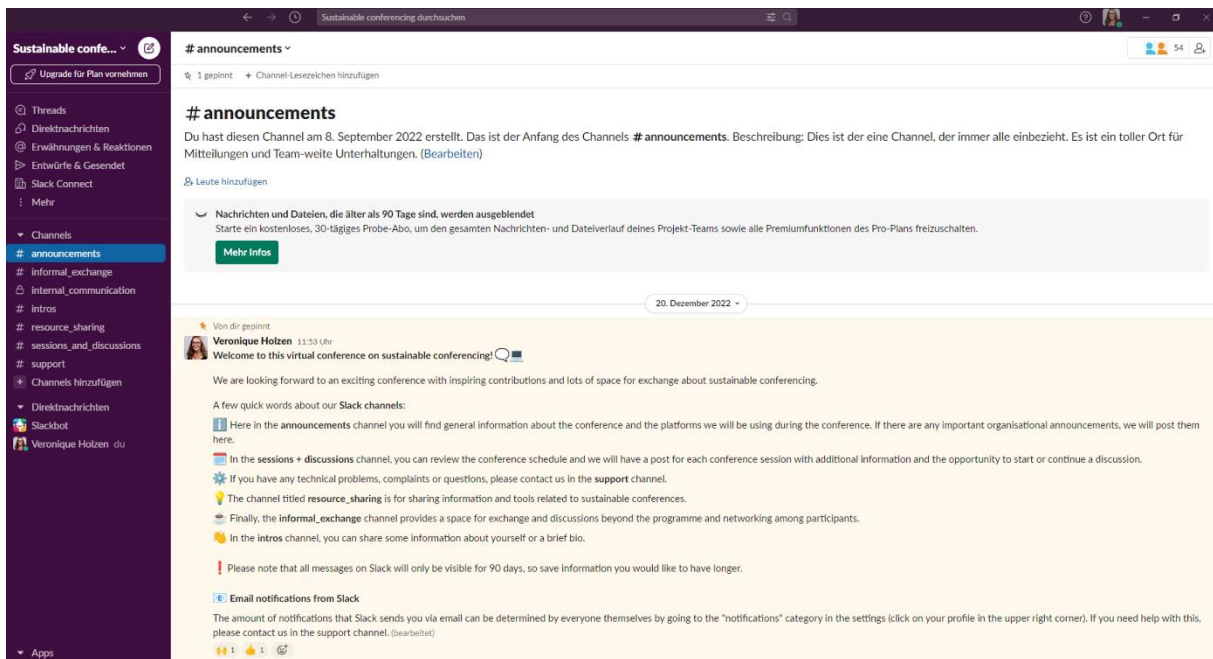 Sustainable conferencing durchsuchen
Sustainable confe...
Upgrade für Plan vornehmen
Threads
Direktnachrichten
Erwähnungen & Reaktionen
Entwürfe & Gesendet
Slack Connect
Mehr
Channels
# announcements
# informal_exchange
internal_communication
# intros
# resource_sharing
# sessions_and_discussions
# support
+ Channels hinzufügen
Direktnachrichten
Slackbot
Veronique Holzen du
Apps
# announcements
54
1 gepinnt + Channel-Lesezeichen hinzufügen
# announcements
Du hast diesen Channel am 8. September 2022 erstellt. Das ist der Anfang des Channels # announcements. Beschreibung: Dies ist der eine Channel, der immer alle einbezieht. Es ist ein toller Ort für
Mitteilungen und Team-weite Unterhaltungen. (Bearbeiten)
Leute hinzufügen
Nachrichten und Dateien, die älter als 90 Tage sind, werden ausgeblendet
Starte ein kostenloses, 30-tägiges Probe-Abo, um den gesamten Nachrichten- und Dateiverlauf deines Projekt-Teams sowie alle Premiumfunktionen des Pro-Plans freizuschalten.
Mehr Infos
20. Dezember 2022
Von dir gepinnt
Veronique Holzen 11:53 Uhr
Welcome to this virtual conference on sustainable conferencing! 🗨️💻
We are looking forward to an exciting conference with inspiring contributions and lots of space for exchange about sustainable conferencing.
A few quick words about our Slack channels:
ℹ️ Here in the announcements channel you will find general information about the conference and the platforms we will be using during the conference. If there are any important organisational announcements, we will post them
here.
🗓️ In the sessions + discussions channel, you can review the conference schedule and we will have a post for each conference session with additional information and the opportunity to start or continue a discussion.
⚙️ If you have any technical problems, complaints or questions, please contact us in the support channel.
💡 The channel titled resource_sharing is for sharing information and tools related to sustainable conferences.
☕ Finally, the informal_exchange channel provides a space for exchange and discussions beyond the programme and networking among participants.
👋 In the intros channel, you can share some information about yourself or a brief bio.
❗ Please note that all messages on Slack will only be visible for 90 days, so save information you would like to have longer.
📧 Email notifications from Slack
The amount of notifications that Slack sends you via email can be determined by everyone themselves by going to the "notifications" category in the settings (click on your profile in the upper right corner). If you need help with this,
please contact us in the support channel. (bearbeitet)
🙌 1 👍 1